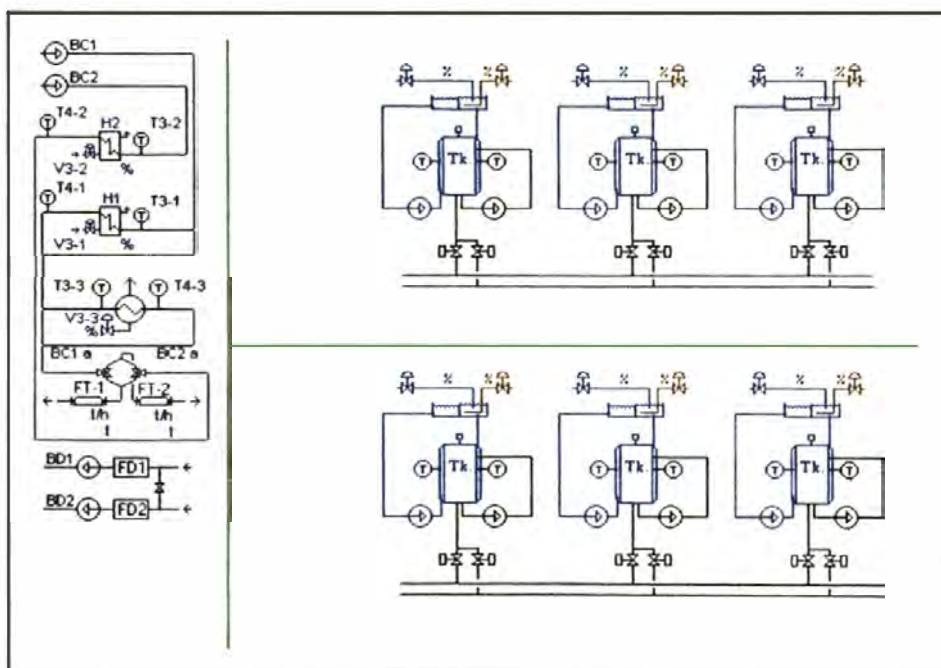 BC1
BC2
T4-2
H2
T3-2
T
T
V3-2
%
T4-1
H1
T3-1
T
T
V3-1
%
T3-3
T
T
T4-3
V3-3
%
BC1 a
BC2 a
FT-1
FT-2
t/h
t/h
t
t
BD1
FD1
BD2
FD2
% %
% %
% %
T Tk. T
T Tk. T
T Tk. T
% %
% %
% %
T Tk. T
T Tk. T
T Tk. T